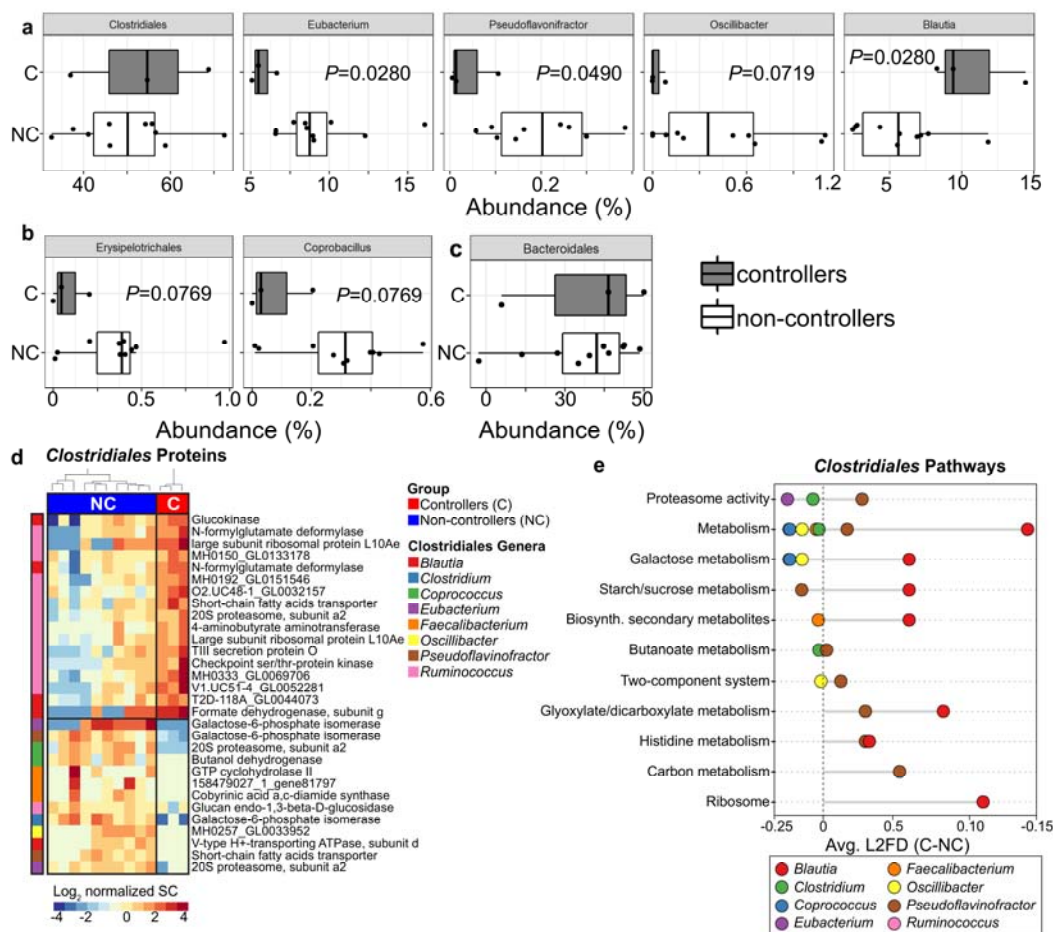 a
Clostridiales
Eubacterium
Pseudoflavonifractor
Oscillibacter
Blautia
C
NC
P=0.0280
P=0.0490
P=0.0719
P=0.0280
40 60
5 10 15
0 0.2
0 0.6 1.2
5 10 15
Abundance (%)
Abundance (%)
b
Erysipelotrichales
Coprobacillus
C
NC
P=0.0769
P=0.0769
0 0.5 1.0
0 0.2 0.6
Abundance (%)
c
Bacteroidales
C
NC
30 50
Abundance (%)
controllers
non-controllers
d
Clostridiales Proteins
NC C
Glucokinase
N-formylglutamate deformylase
large subunit ribosomal protein L10Ae
MH0150_GL0133178
N-formylglutamate deformylase
MH0192_GL0151546
O2.UC48-1_GL0032157
Short-chain fatty acids transporter
20S proteasome, subunit a2
4-aminobutyrate aminotransferase
Large subunit ribosomal protein L10Ae
TIII secretion protein O
Checkpoint ser/thr-protein kinase
MH0333_GL0069706
V1.UC51-4_GL0052281
T2D-118A_GL0044073
Formate dehydrogenase, subunit g
Galactose-6-phosphate isomerase
Galactose-6-phosphate isomerase
20S proteasome, subunit a2
Butanol dehydrogenase
GTP cyclohydrolase II
158479027_1_gene81797
Cobyrinic acid a,c-diamide synthase
Glucan endo-1,3-beta-D-glucosidase
Galactose-6-phosphate isomerase
MH0257_GL0033952
V-type H+-transporting ATPase, subunit d
Short-chain fatty acids transporter
20S proteasome, subunit a2
Log2 normalized SC
-4 -2 0 2 4
Group
Controllers (C)
Non-controllers (NC)
Clostridiales Genera
Blautia
Clostridium
Coprococcus
Eubacterium
Faecalibacterium
Oscillibacter
Pseudoflavinofractor
Ruminococcus
e
Clostridiales Pathways
Proteasome activity
Metabolism
Galactose metabolism
Starch/sucrose metabolism
Biosynth. secondary metabolites
Butanoate metabolism
Two-component system
Glyoxylate/dicarboxylate metabolism
Histidine metabolism
Carbon metabolism
Ribosome
-0.25 0 0.10 -0.15
Avg. L2FD (C-NC)
Blautia
Clostridium
Coprococcus
Eubacterium
Faecalibacterium
Oscillibacter
Pseudoflavinofractor
Ruminococcus